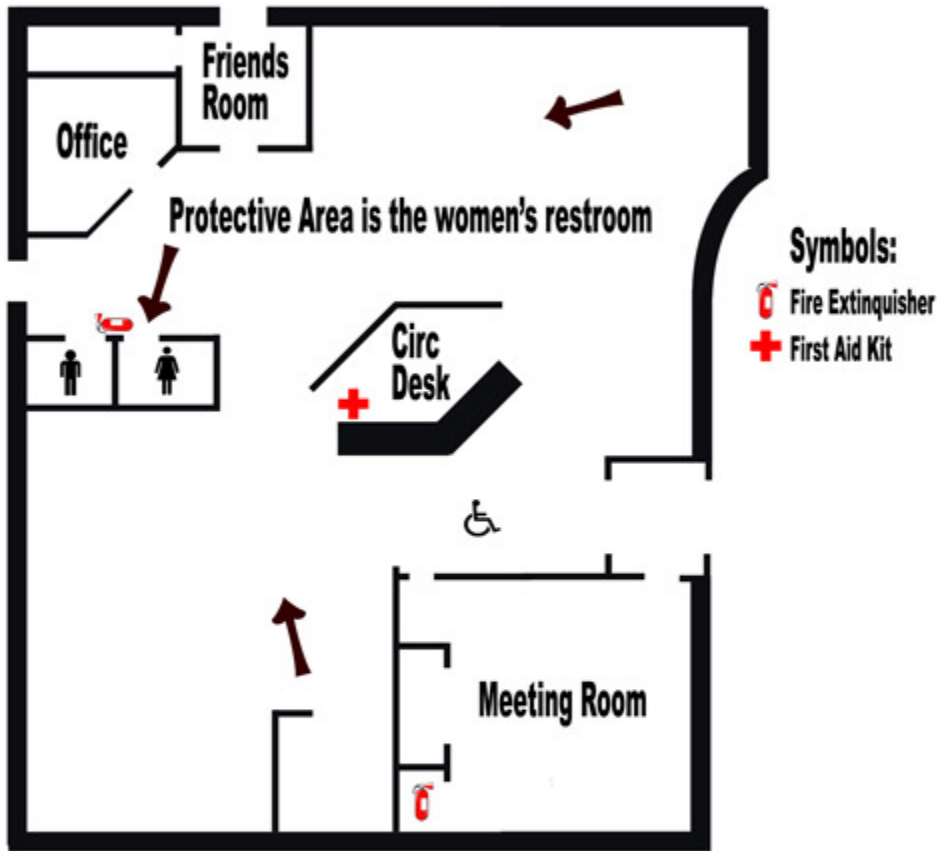 Friends
Room
Office
Protective Area is the women's restroom
Symbols:
Fire Extinguisher
First Aid Kit
Circ
Desk
Meeting Room